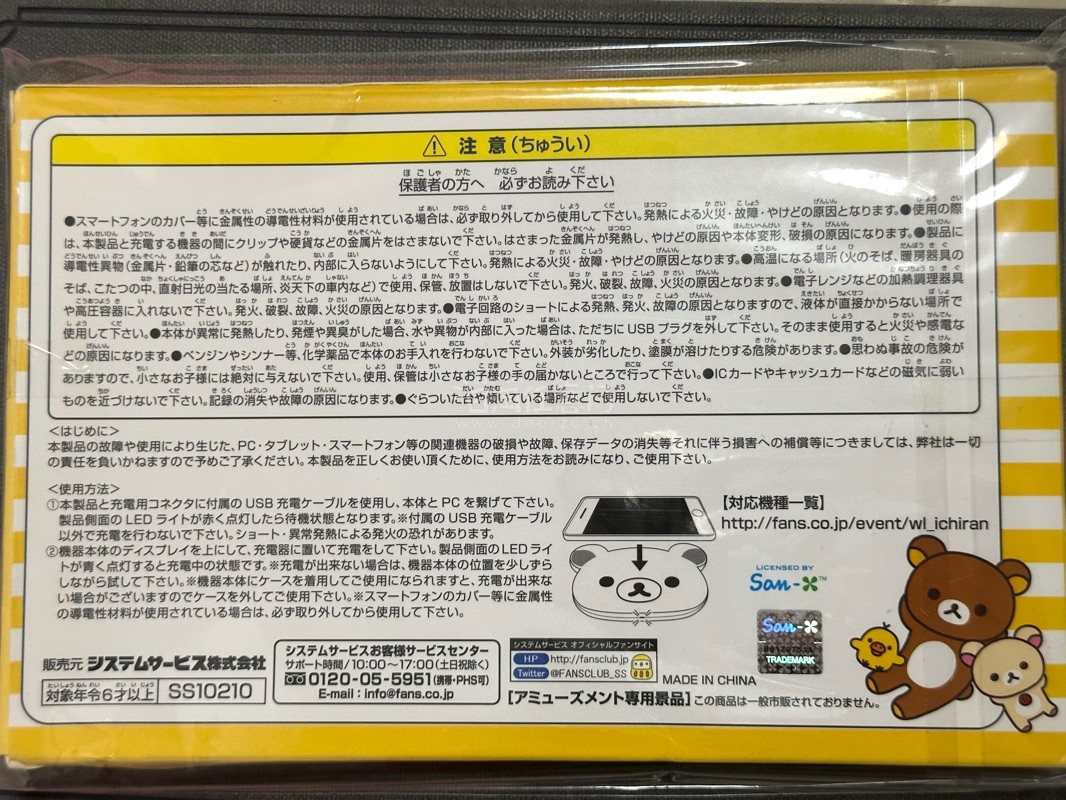 注意(ちゅうい)
保護者の方へ 必ずお読み下さい
●スマートフォンのカバー等に金属性の導電性材料が使用されている場合は、必ず取り外してから使用して下さい。発熱による火災・故障・やけどの原因となります。●使用の際
は、本製品と充電する機器の間にクリップや硬貨などの金属片をはさまないで下さい。はさまった金属片が発熱し、やけどの原因や本体変形、破損の原因になります。●製品に
導電性異物(金属片・鉛筆の芯など)が触れたり、内部に入らないようにして下さい。発熱による火災・故障・やけどの原因となります。●高温になる場所(火のそば、暖房器具の
そば、こたつの中、直射日光の当たる場所、炎天下の車内など)で使用、保管、放置はしないで下さい。発火、破裂、故障、火災の原因となります。●電子レンジなどの加熱調理器具
や高圧容器に入れないで下さい。発火、破裂、故障、火災の原因となります。●電子回路のショートによる発熱、発火、故障、火災の原因となりますので、液体が直接かからない場所で
使用して下さい。●本体が異常に発熱したり、発煙や異臭がした場合、水や異物が内部に入った場合は、ただちにUSBプラグを外して下さい。そのまま使用すると火災や感電な
どの原因になります。●ベンジンやシンナー等、化学薬品で本体のお手入れを行わないで下さい。外装が劣化したり、塗膜が溶けたりする危険があります。●思わぬ事故の危険が
ありますので、小さなお子様には絶対に与えないで下さい。使用、保管は小さなお子様の手の届かないところで行って下さい。●ICカードやキャッシュカードなどの磁気に弱い
ものを近づけないで下さい。記録の消失や故障の原因になります。●ぐらついた台や傾いている場所などで使用しないで下さい。
<はじめに>
本製品の故障や使用により生じた、PC・タブレット・スマートフォン等の関連機器の破損や故障、保存データの消失等それに伴う損害への補償等につきましては、弊社は一切
の責任を負いかねますので予めご了承ください。本製品を正しくお使い頂くために、使用方法をお読みになり、ご使用下さい。
<使用方法>
①本製品と充電用コネクタに付属のUSB充電ケーブルを使用し、本体とPCを繋げて下さい。
製品側面のLEDライトが赤く点灯したら待機状態となります。※付属のUSB充電ケーブル
以外で充電を行わないで下さい。ショート・異常発熱による発火の恐れがあります。
②機器本体のディスプレイを上にして、充電器に置いて充電をして下さい。製品側面のLEDライ
トが青く点灯すると充電中の状態です。※充電が出来ない場合は、機器本体の位置を少しずら
しながら試して下さい。※機器本体にケースを着用してご使用になられますと、充電が出来な
い場合がございますのでケースを外してご使用下さい。※スマートフォンのカバー等に金属性
の導電性材料が使用されている場合は、必ず取り外してから使用して下さい。
【対応機種一覧】
http://fans.co.jp/event/wl_ichiran
LICENSED BY
San-X™
San-X
TRADEMARK
販売元 システムサービス株式会社
対象年令6才以上 SS10210
システムサービスお客様サービスセンター
サポート時間/10:00〜17:00(土日祝除く)
0120-05-5951(携帯・PHS可)
E-mail:info@fans.co.jp
システムサービス オフィシャルファンサイト
HP http://fansclub.jp
Twitter @FANSCLUB_SS
MADE IN CHINA
【アミューズメント専用景品】この商品は一般市販されておりません。